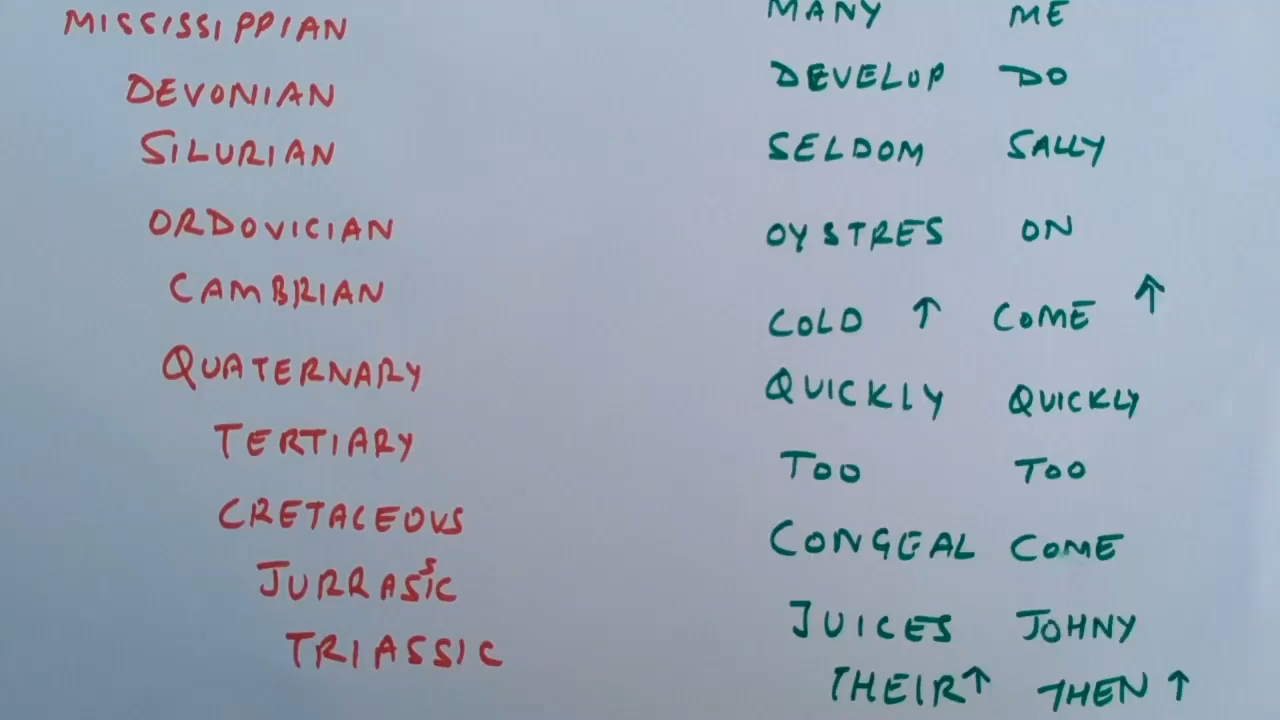 MISSISSIPPIAN MANY ME
DEVONIAN DEVELOP DO
SILURIAN SELDOM SALLY
ORDOVICIAN OYSTRES ON
CAMBRIAN COLD ↑ COME ↑
QUATERNARY QUICKLY QUICKLY
TERTIARY TOO TOO
CRETACEOUS CONGEAL COME
JURRASSIC JUICES JOHNY
TRIASSIC THEIR ↑ THEN ↑